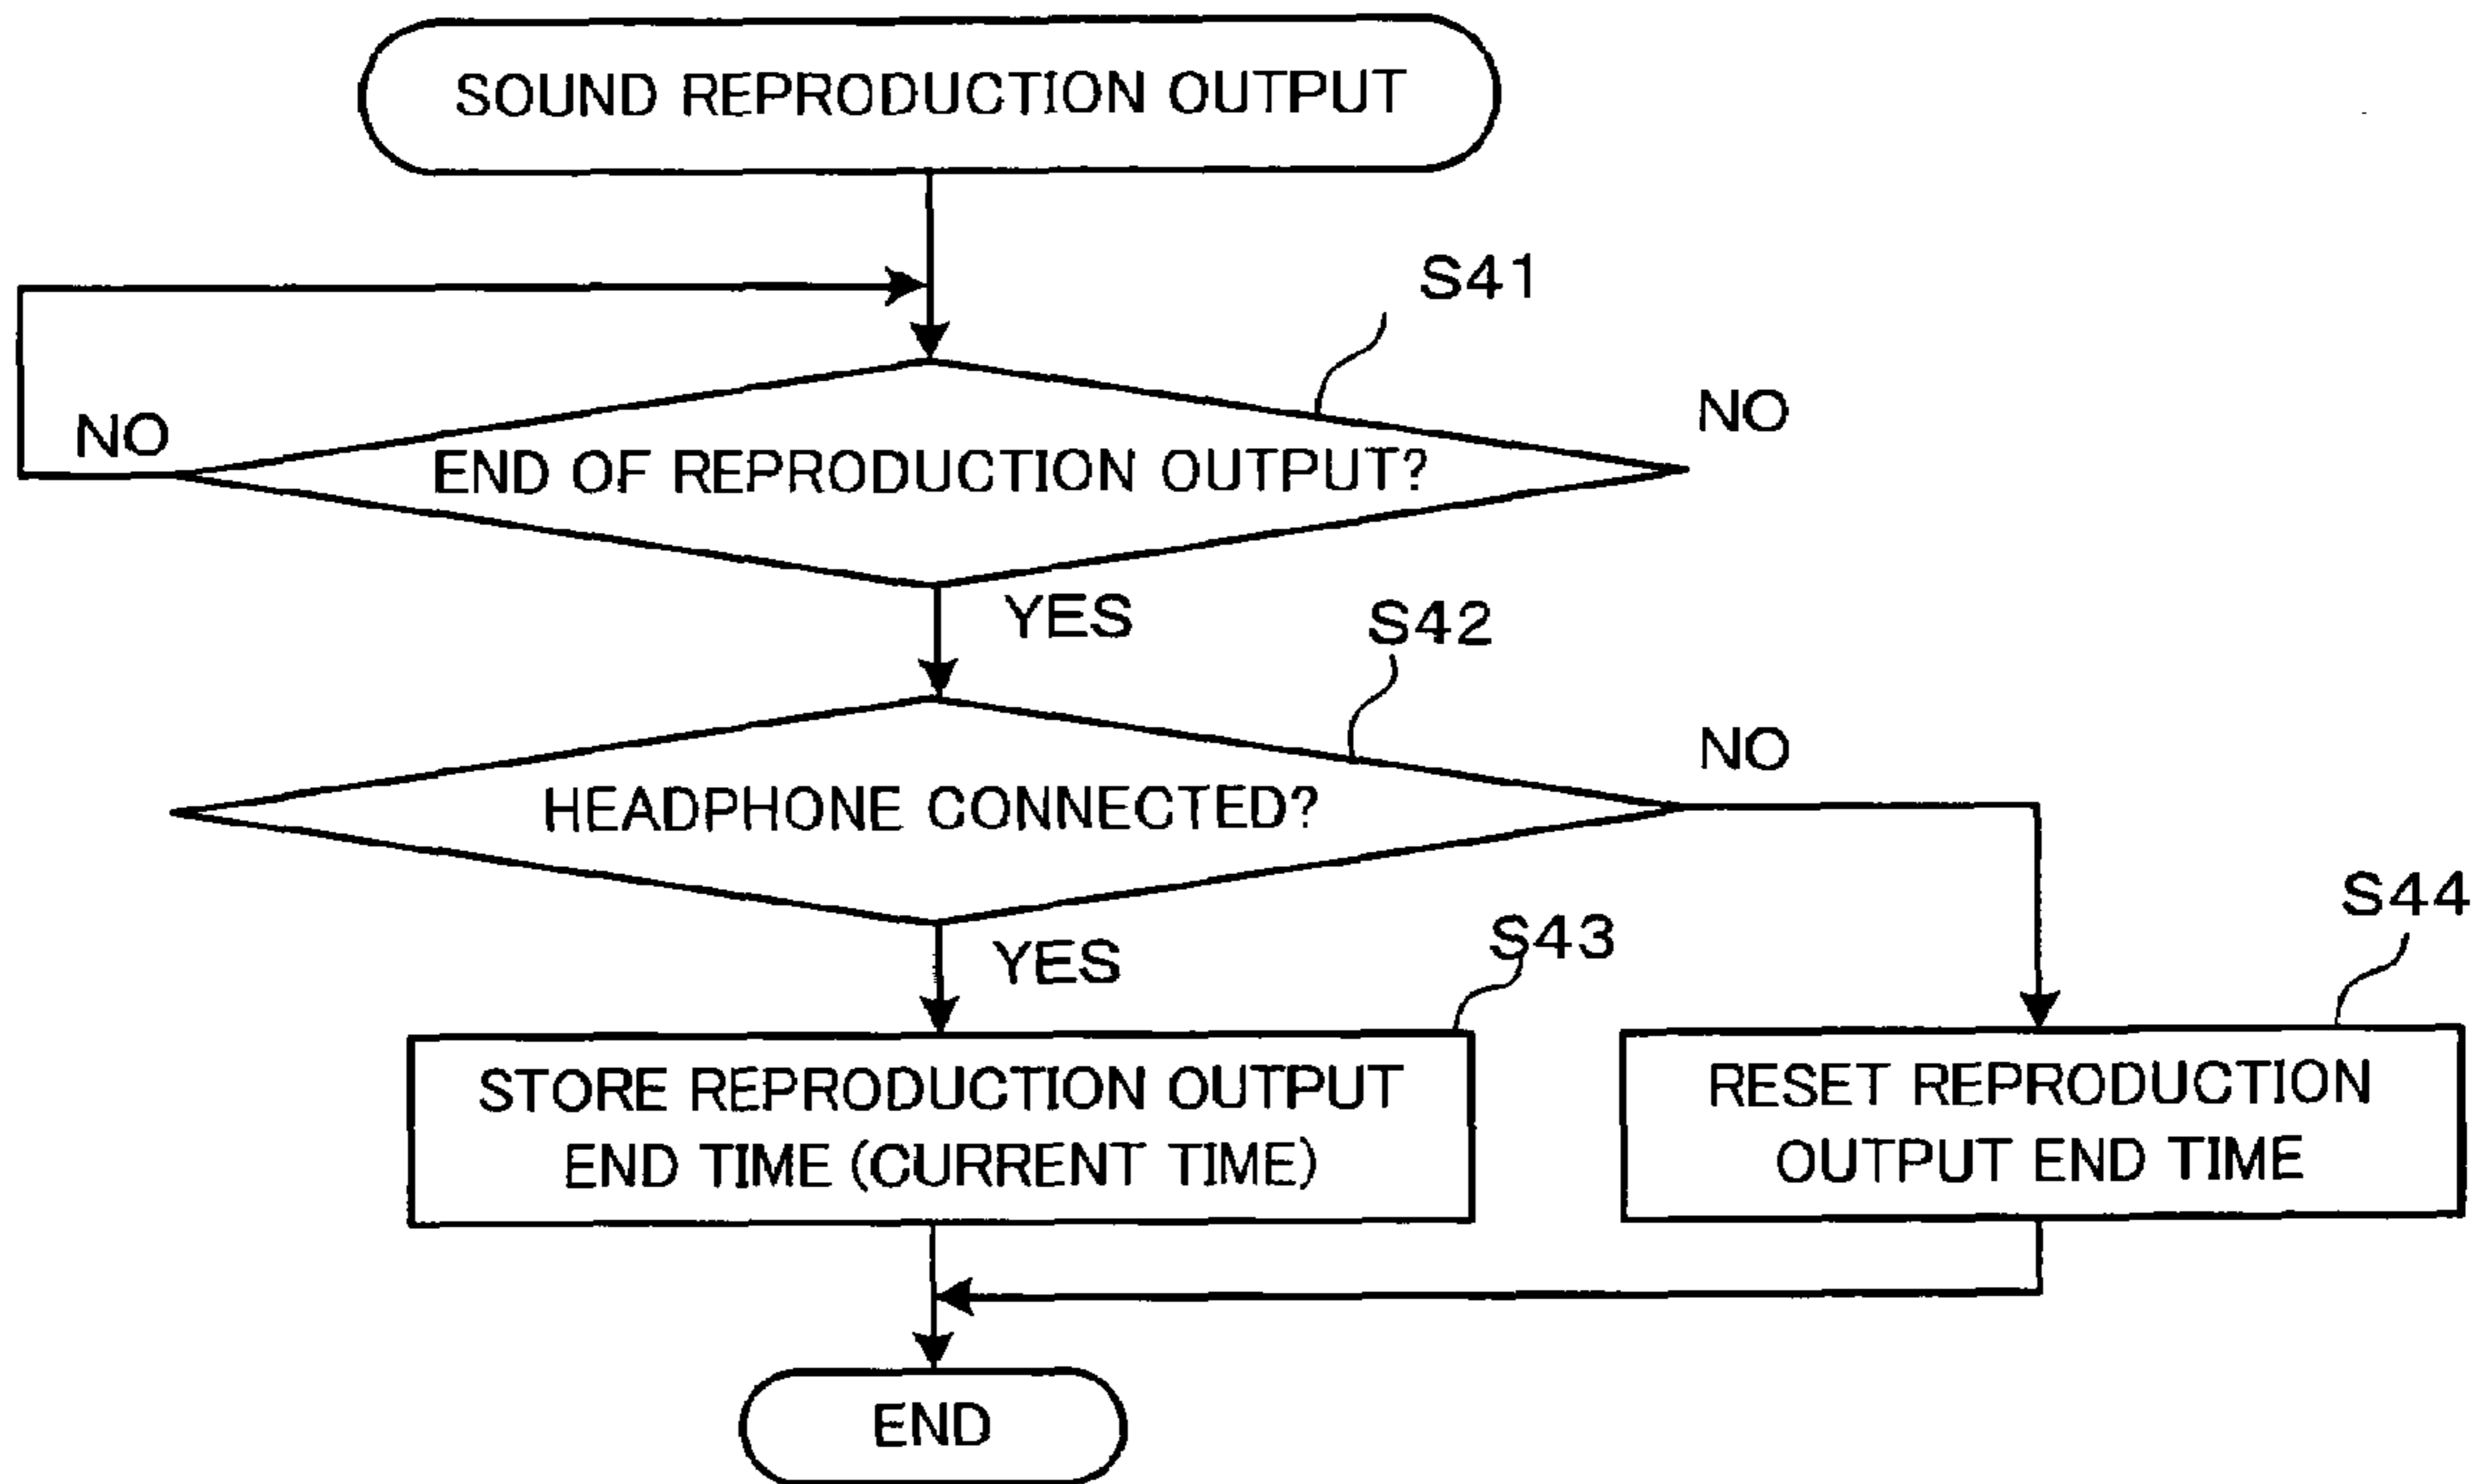 SOUND REPRODUCTION OUTPUT
S41
NO
NO
END OF REPRODUCTION OUTPUT?
YES
S42
NO
HEADPHONE CONNECTED?
YES
S43
S44
STORE REPRODUCTION OUTPUT
END TIME (CURRENT TIME)
RESET REPRODUCTION
OUTPUT END TIME
END